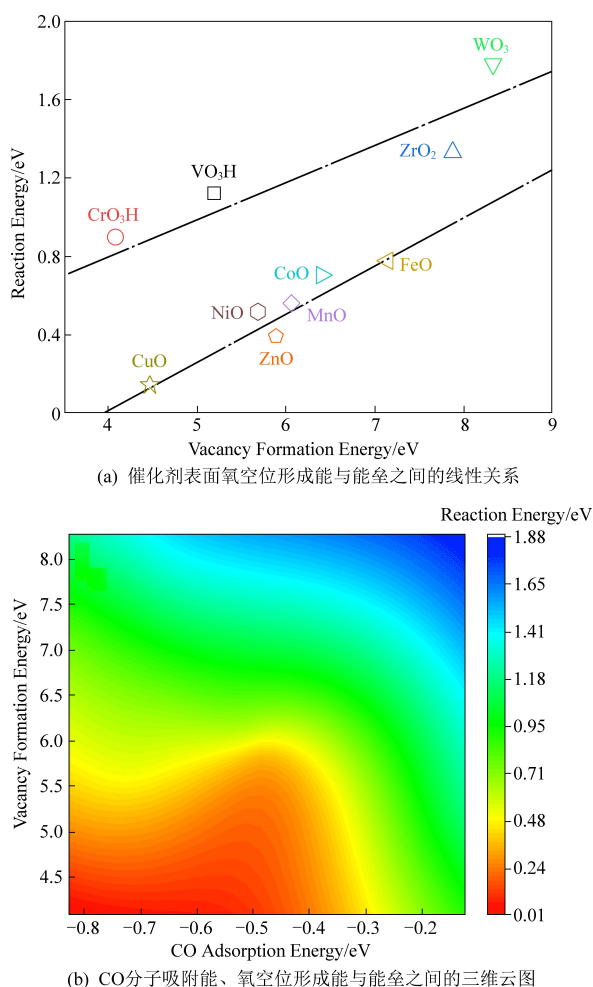 2.0
1.6
1.2
0.8
0.4
0
Reaction Energy/eV
WO₃
ZrO₂
VO₃H
CrO₃H
CoO
FeO
NiO
MnO
ZnO
CuO
4 5 6 7 8 9
Vacancy Formation Energy/eV
(a) 催化剂表面氧空位形成能与能垒之间的线性关系
Reaction Energy/eV
8.0
7.5
7.0
6.5
6.0
5.5
5.0
4.5
Vacancy Formation Energy/eV
1.88
1.65
1.41
1.18
0.95
0.71
0.48
0.24
0.01
−0.8 −0.7 −0.6 −0.5 −0.4 −0.3 −0.2
CO Adsorption Energy/eV
(b) CO分子吸附能、氧空位形成能与能垒之间的三维云图